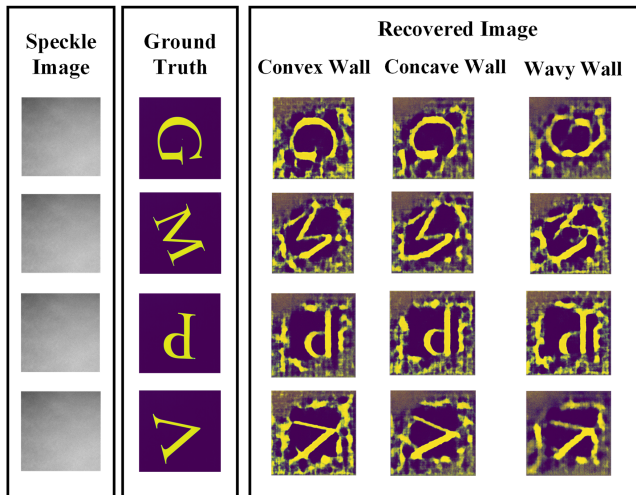 Speckle Image
Ground Truth
Recovered Image
Convex Wall
Concave Wall
Wavy Wall
G
M
P
V